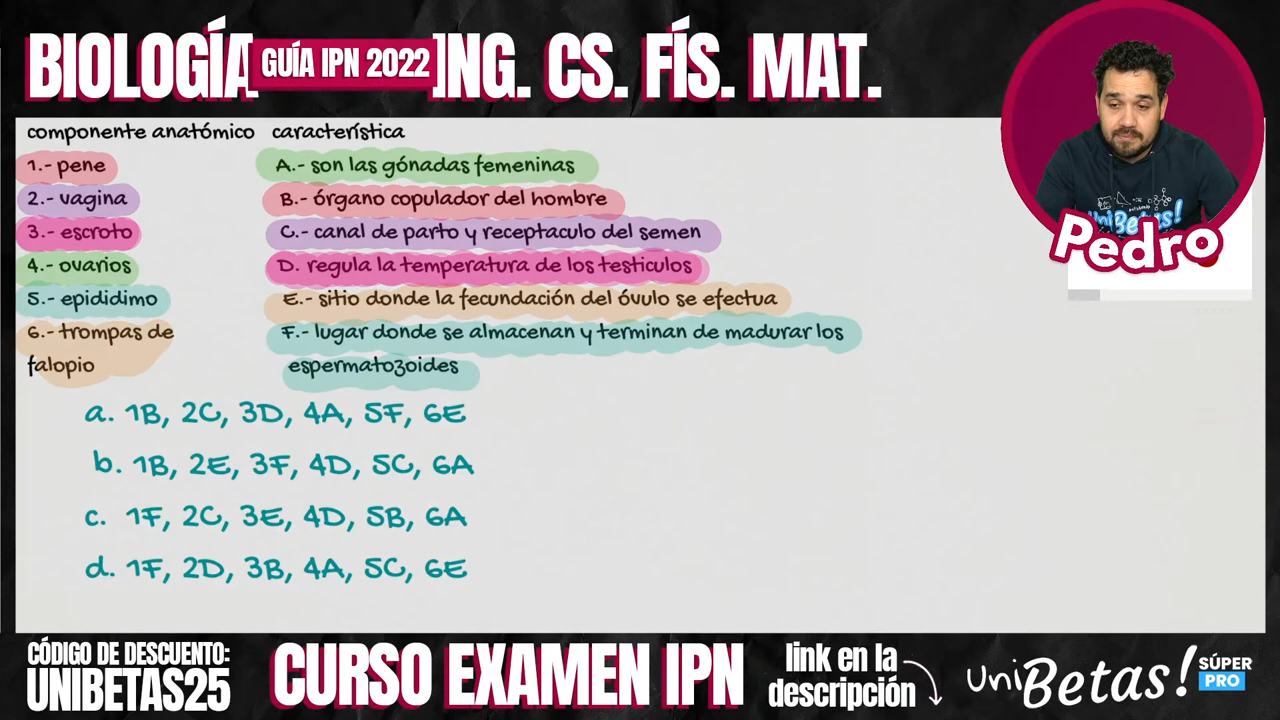 BIOLOGÍA GUÍA IPN 2022 ING. CS. FÍS. MAT.
componente anatómico característica
1.- pene A.- son las gónadas femeninas
2.- vagina B.- órgano copulador del hombre
3.- escroto C.- canal de parto y receptaculo del semen
4.- ovarios D. regula la temperatura de los testiculos
5.- epididimo E.- sitio donde la fecundación del óvulo se efectua
6.- trompas de F.- lugar donde se almacenan y terminan de madurar los
falopio espermatozoides
a. 1B, 2C, 3D, 4A, 5F, 6E
b. 1B, 2E, 3F, 4D, 5C, 6A
c. 1F, 2C, 3E, 4D, 5B, 6A
d. 1F, 2D, 3B, 4A, 5C, 6E
UniBetas!
Pedro
CÓDIGO DE DESCUENTO:
UNIBETAS25
CURSO EXAMEN IPN
link en la
descripción
UniBetas! SÚPER
PRO